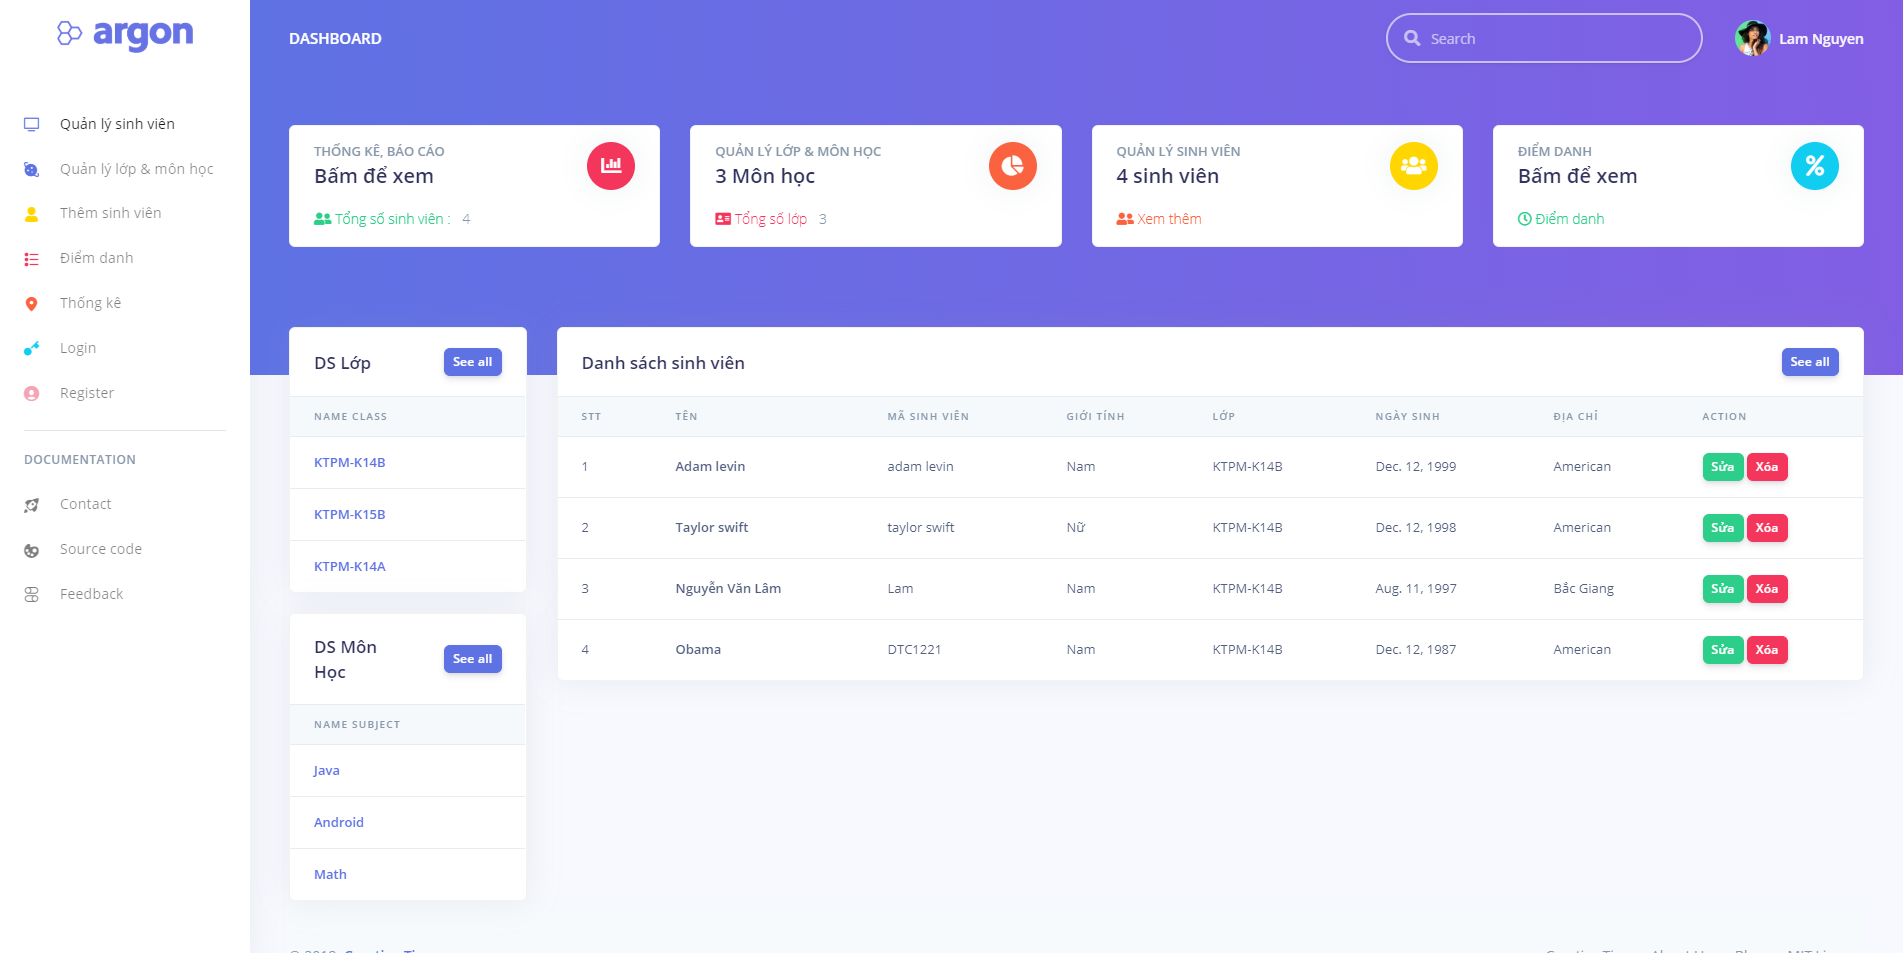 argon
Quản lý sinh viên
Quản lý lớp & môn học
Thêm sinh viên
Điểm danh
Thống kê
Login
Register
DOCUMENTATION
Contact
Source code
Feedback
DASHBOARD
Search
Lam Nguyen
THỐNG KÊ, BÁO CÁO
Bấm để xem
Tổng số sinh viên : 4
QUẢN LÝ LỚP & MÔN HỌC
3 Môn học
Tổng số lớp 3
QUẢN LÝ SINH VIÊN
4 sinh viên
Xem thêm
ĐIỂM DANH
Bấm để xem
Điểm danh
DS Lớp See all
NAME CLASS
KTPM-K14B
KTPM-K15B
KTPM-K14A
DS Môn
Học
See all
NAME SUBJECT
Java
Android
Math
Danh sách sinh viên See all
STT TÊN MÃ SINH VIÊN GIỚI TÍNH LỚP NGÀY SINH ĐỊA CHỈ ACTION
1 Adam levin adam levin Nam KTPM-K14B Dec. 12, 1999 American Sửa Xóa
2 Taylor swift taylor swift Nữ KTPM-K14B Dec. 12, 1998 American Sửa Xóa
3 Nguyễn Văn Lâm Lam Nam KTPM-K14B Aug. 11, 1997 Bắc Giang Sửa Xóa
4 Obama DTC1221 Nam KTPM-K14B Dec. 12, 1987 American Sửa Xóa